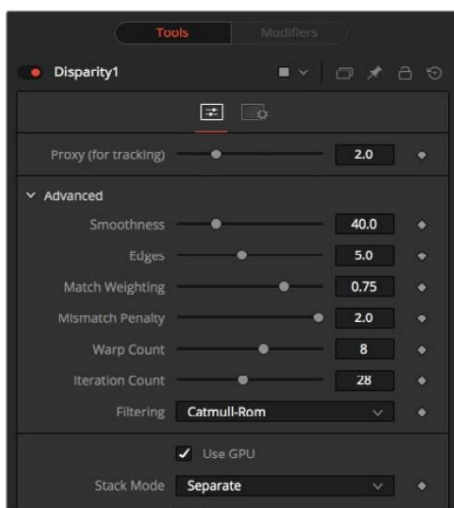 Tools Modifiers
Disparity1
Proxy (for tracking) 2.0
Advanced
Smoothness 40.0
Edges 5.0
Match Weighting 0.75
Mismatch Penalty 2.0
Warp Count 8
Iteration Count 28
Filtering Catmull-Rom
Use GPU
Stack Mode Separate